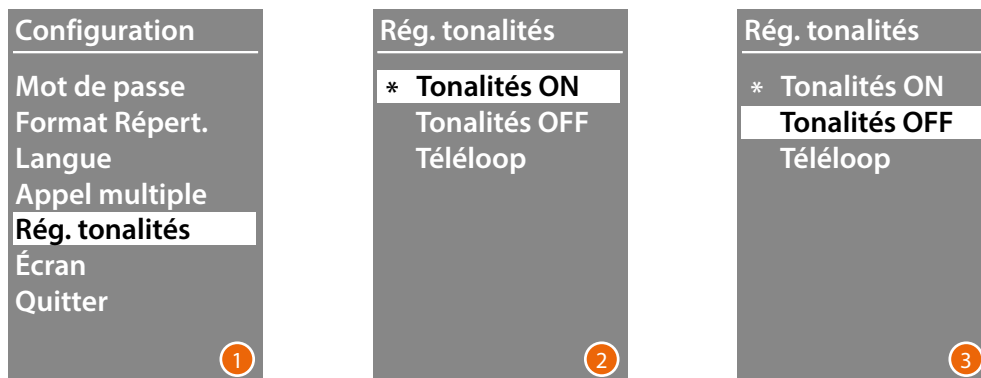 Configuration
Mot de passe
Format Répert.
Langue
Appel multiple
Rég. tonalités
Écran
Quitter
1
Rég. tonalités
* Tonalités ON
Tonalités OFF
Téléloop
2
Rég. tonalités
* Tonalités ON
Tonalités OFF
Téléloop
3